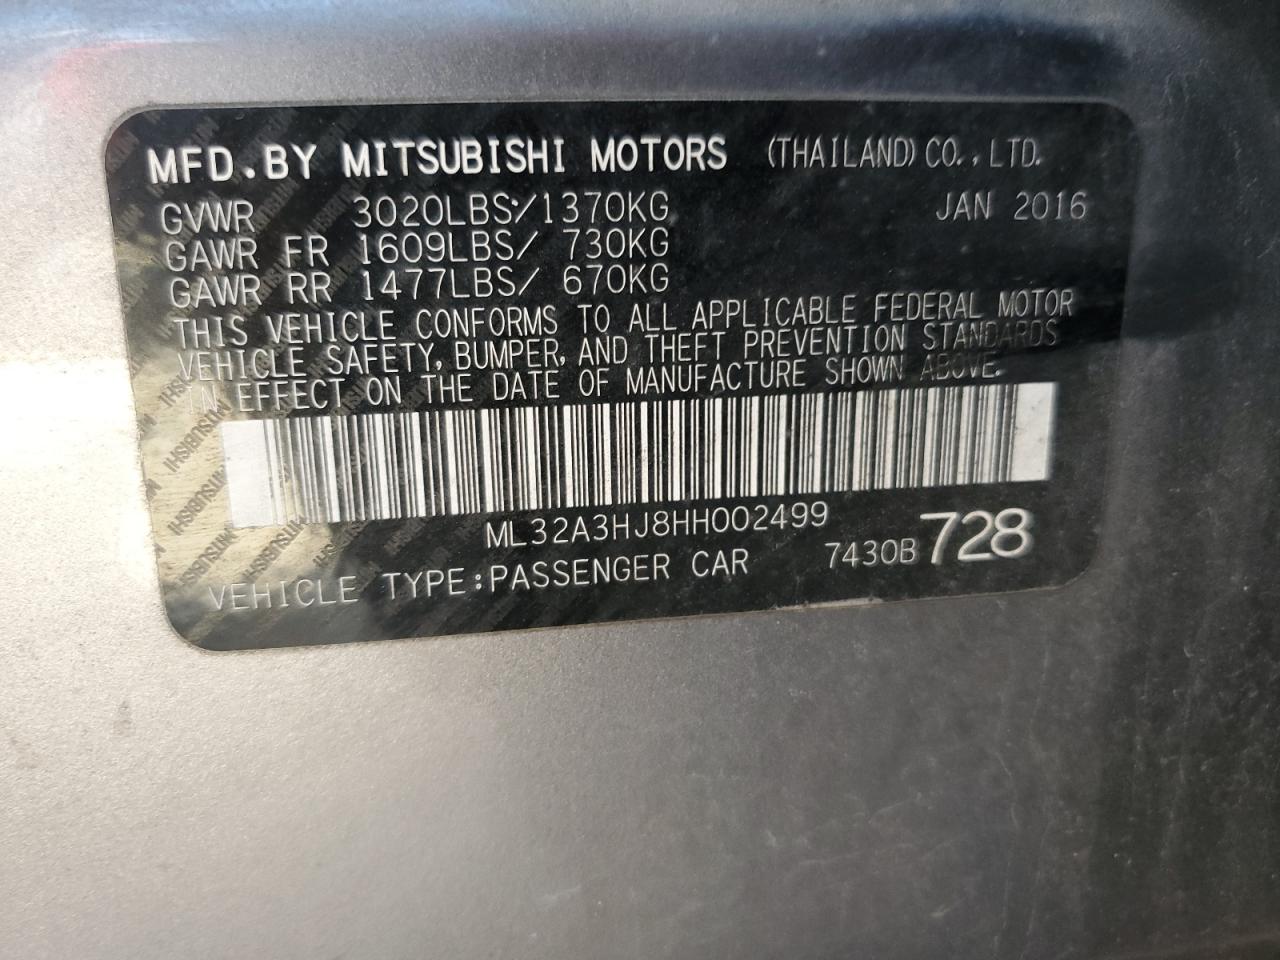 MFD.BY MITSUBISHI MOTORS (THAILAND) CO., LTD.
GVWR 3020LBS/1370KG JAN 2016
GAWR FR 1609LBS/ 730KG
GAWR RR 1477LBS/ 670KG
THIS VEHICLE CONFORMS TO ALL APPLICABLE FEDERAL MOTOR
VEHICLE SAFETY, BUMPER, AND THEFT PREVENTION STANDARDS
IN EFFECT ON THE DATE OF MANUFACTURE SHOWN ABOVE.
ML32A3HJ8HH002499
VEHICLE TYPE:PASSENGER CAR 7430B 728